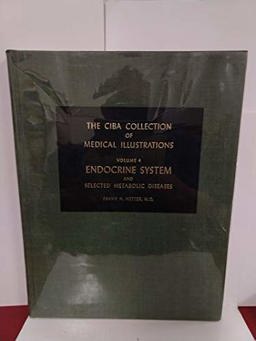 THE CIBA COLLECTION
OF
MEDICAL ILLUSTRATIONS
VOLUME 4
ENDOCRINE SYSTEM
AND
SELECTED METABOLIC DISEASES
FRANK H. NETTER, M.D.